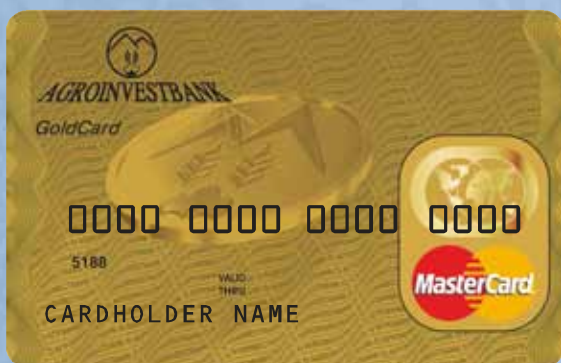 AGROINVESTBANK
GoldCard
0000 0000 0000 0000
5188
VALID
THRU
CARDHOLDER NAME
MasterCard